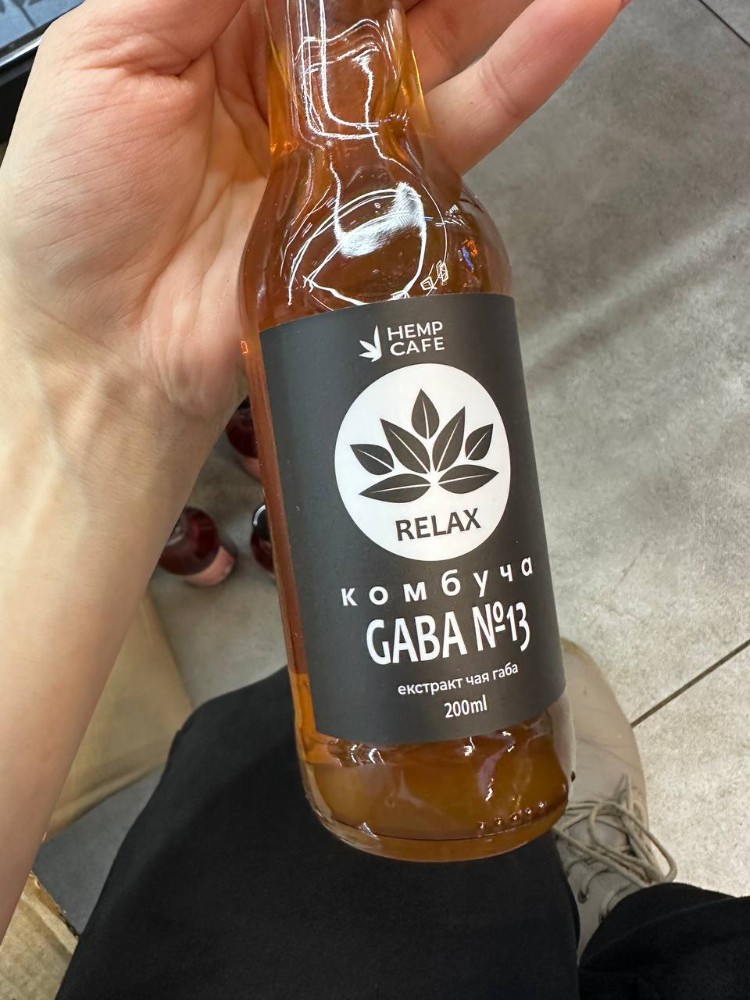 HEMP
CAFE
RELAX
комбуча
GABA №13
екстракт чая габа
200ml